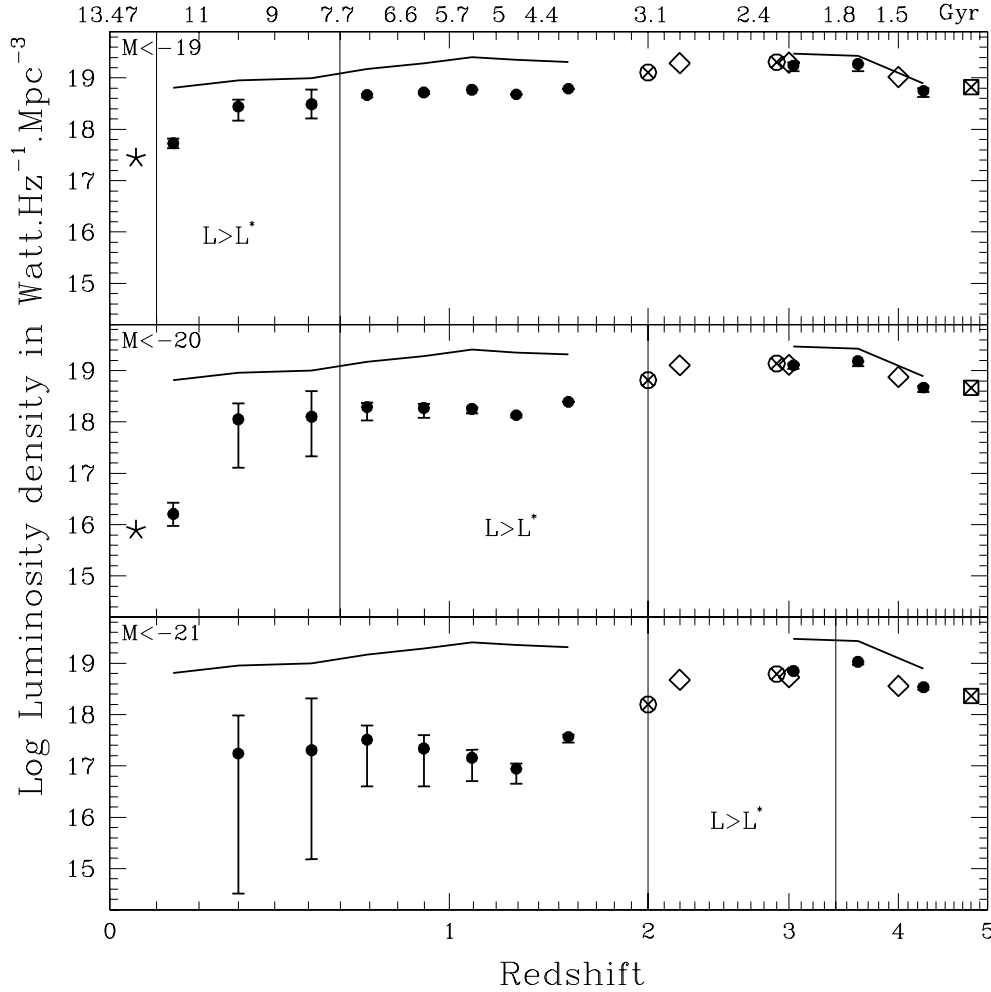 13.47 11 9 7.7 6.6 5.7 5 4.4 3.1 2.4 1.8 1.5 Gyr
Log Luminosity density in Watt.Hz⁻¹.Mpc⁻³
M<-19
19
18
17
16
15
L>L*
M<-20
19
18
17
16
15
L>L*
M<-21
19
18
17
16
15
L>L*
0 1 2 3 4 5
Redshift